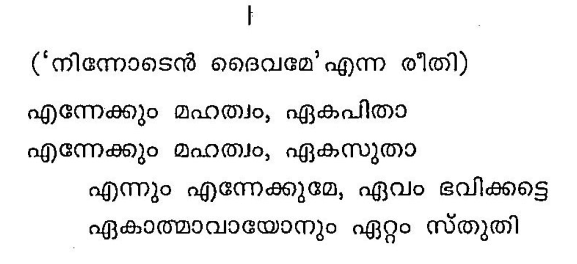 I
('നിന്നോടെൻ ദൈവമേ' എന്ന രീതി)
എന്നേക്കും മഹത്വം, ഏകപിതാ
എന്നേക്കും മഹത്വം, ഏകസുതാ
എന്നും എന്നേക്കുമേ, ഏവം ഭവിക്കട്ടെ
ഏകാത്മാവായോനും ഏറ്റം സ്തുതി